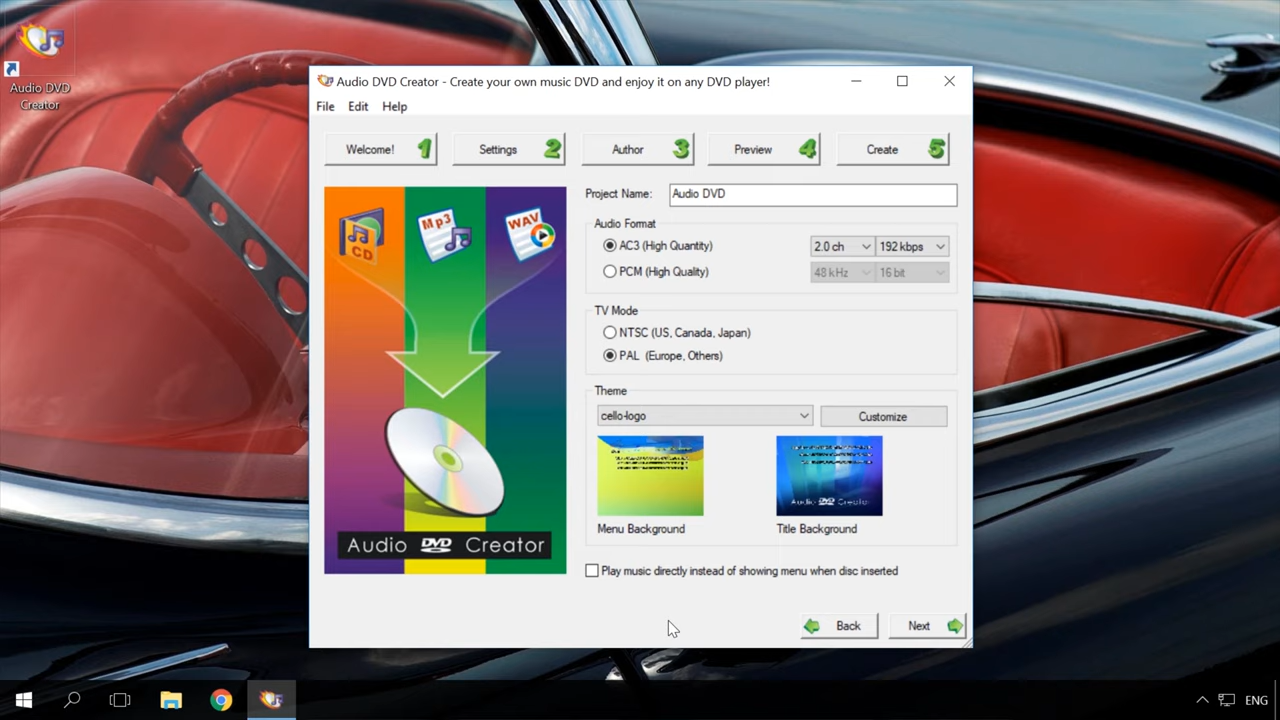 Audio DVD
Creator
Audio DVD Creator - Create your own music DVD and enjoy it on any DVD player!
File Edit Help
Welcome! 1 Settings 2 Author 3 Preview 4 Create 5
CD Mp3 WAV
Audio DVD Creator
Project Name: Audio DVD
Audio Format
AC3 (High Quantity) 2.0 ch 192 kbps
PCM (High Quality) 48 kHz 16 bit
TV Mode
NTSC (US, Canada, Japan)
PAL (Europe, Others)
Theme
cello-logo Customize
Audio DVD Creator
Menu Background Title Background
Play music directly instead of showing menu when disc inserted
Back Next
ENG